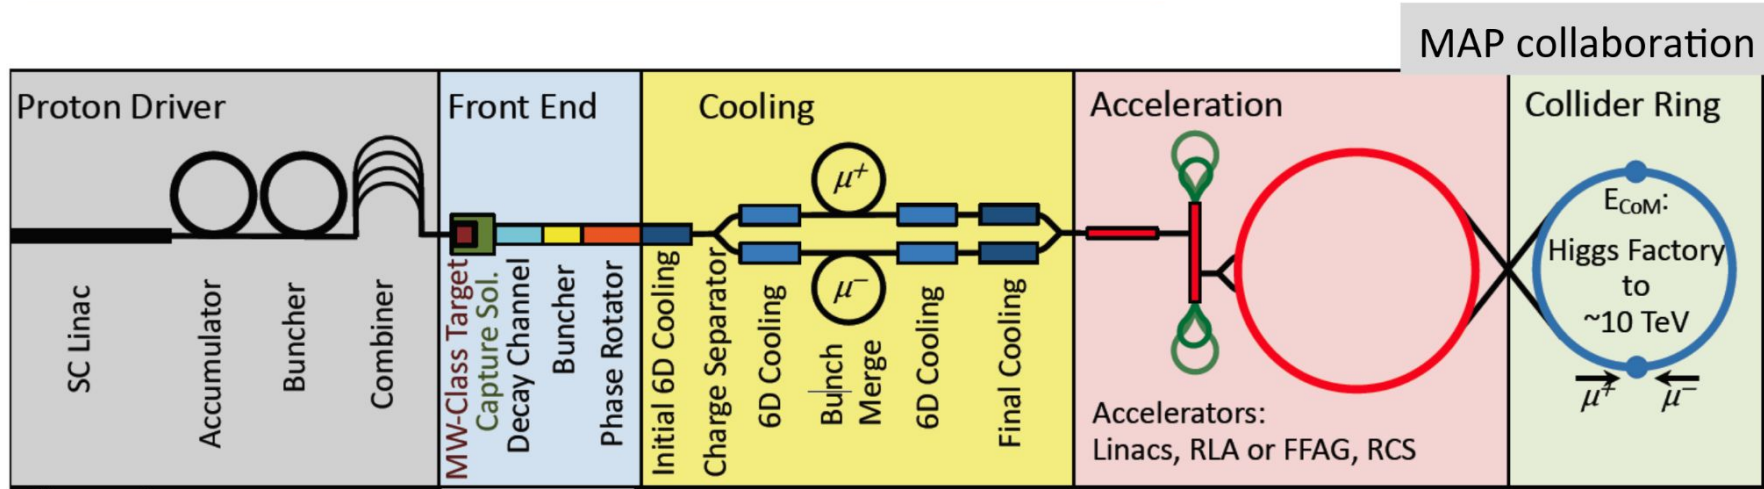 MAP collaboration
Proton Driver
SC Linac
Accumulator
Buncher
Combiner
Front End
MW-Class Target
Capture Sol.
Decay Channel
Buncher
Phase Rotator
Cooling
Initial 6D Cooling
Charge Separator
6D Cooling
μ+
μ−
Bunch
Merge
6D Cooling
Final Cooling
Acceleration
Accelerators:
Linacs, RLA or FFAG, RCS
Collider Ring
ECoM:
Higgs Factory
to
~10 TeV
μ+ μ−